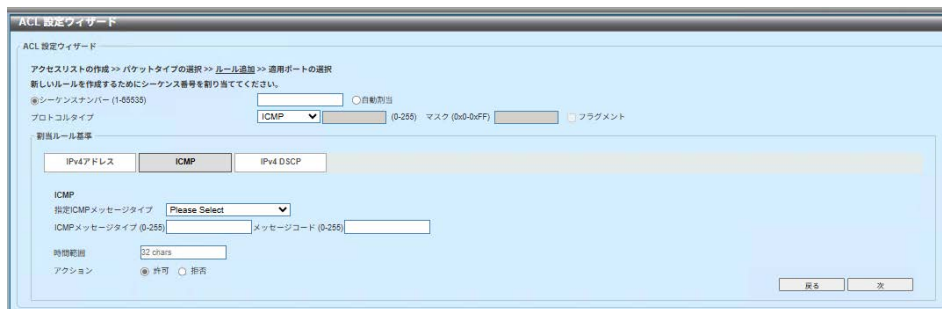 ACL 設定ウィザード
ACL 設定ウィザード
アクセスリストの作成 >> パケットタイプの選択 >> ルール追加 >> 適用ポートの選択
新しいルールを作成するためにシーケンス番号を割り当ててください。
シーケンスナンバー (1-65535) 自動割当
プロトコルタイプ ICMP (0-255) マスク (0x0-0xFF) フラグメント
割当ルール基準
IPv4アドレス ICMP IPv4 DSCP
ICMP
指定ICMPメッセージタイプ Please Select
ICMPメッセージタイプ (0-255) メッセージコード (0-255)
時間範囲 32 chars
アクション 許可 拒否
戻る 次